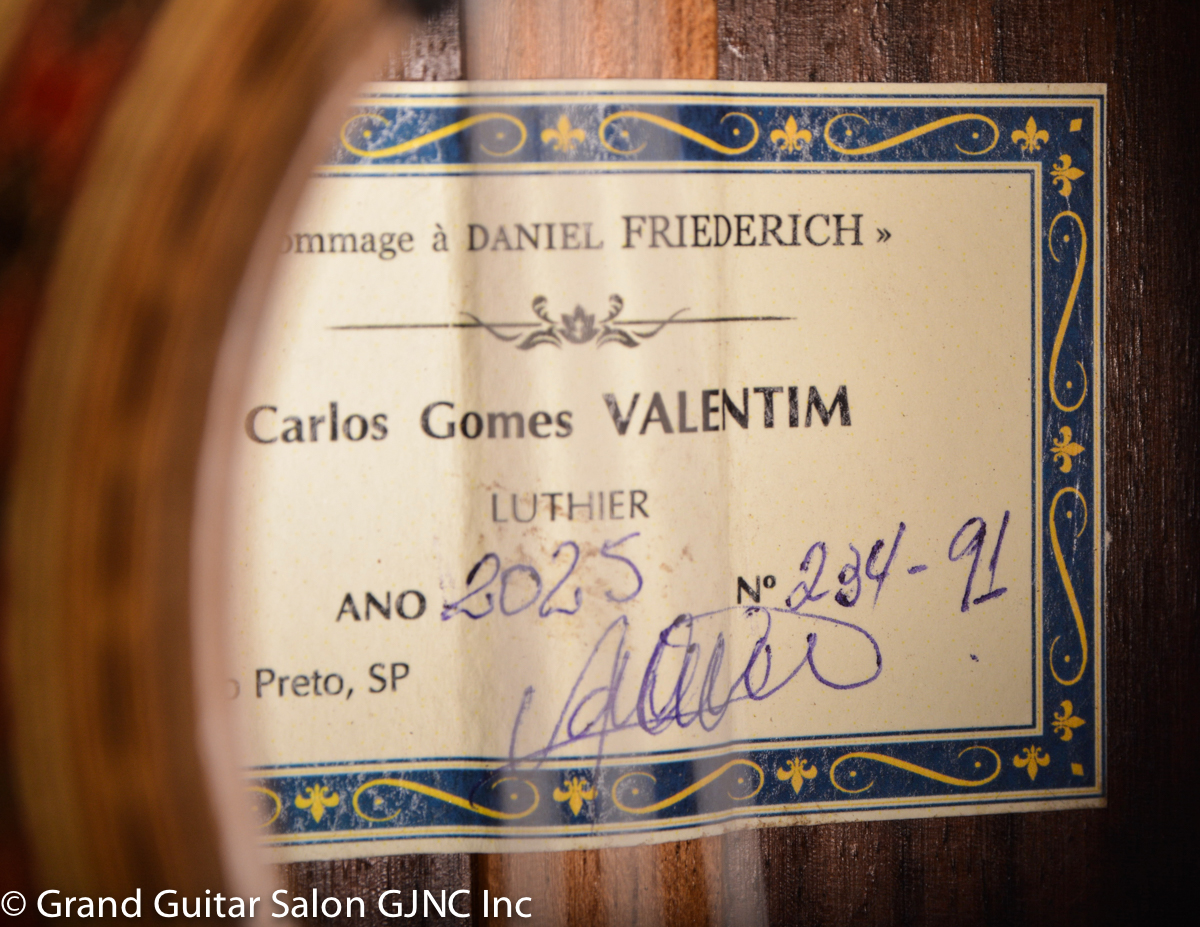 ommage à DANIEL FRIEDERICH »
Carlos Gomes VALENTIM
LUTHIER
ANO 2025 Nº 234-91
o Preto, SP
© Grand Guitar Salon GJNC Inc